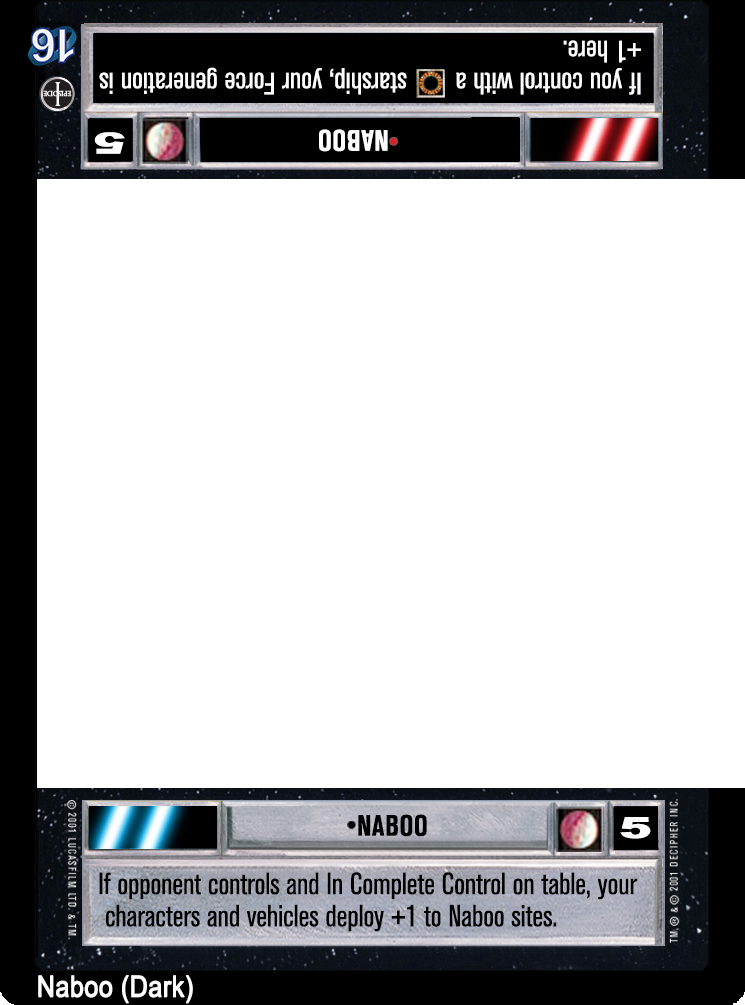 16
EPISODE
I
If you control with a starship, your Force generation is
+1 here.
5
•NABOO
•NABOO
5
If opponent controls and In Complete Control on table, your
characters and vehicles deploy +1 to Naboo sites.
© 2001 LUCASFILM LTD. & TM
TM, ® & © 2001 DECIPHER INC.
Naboo (Dark)